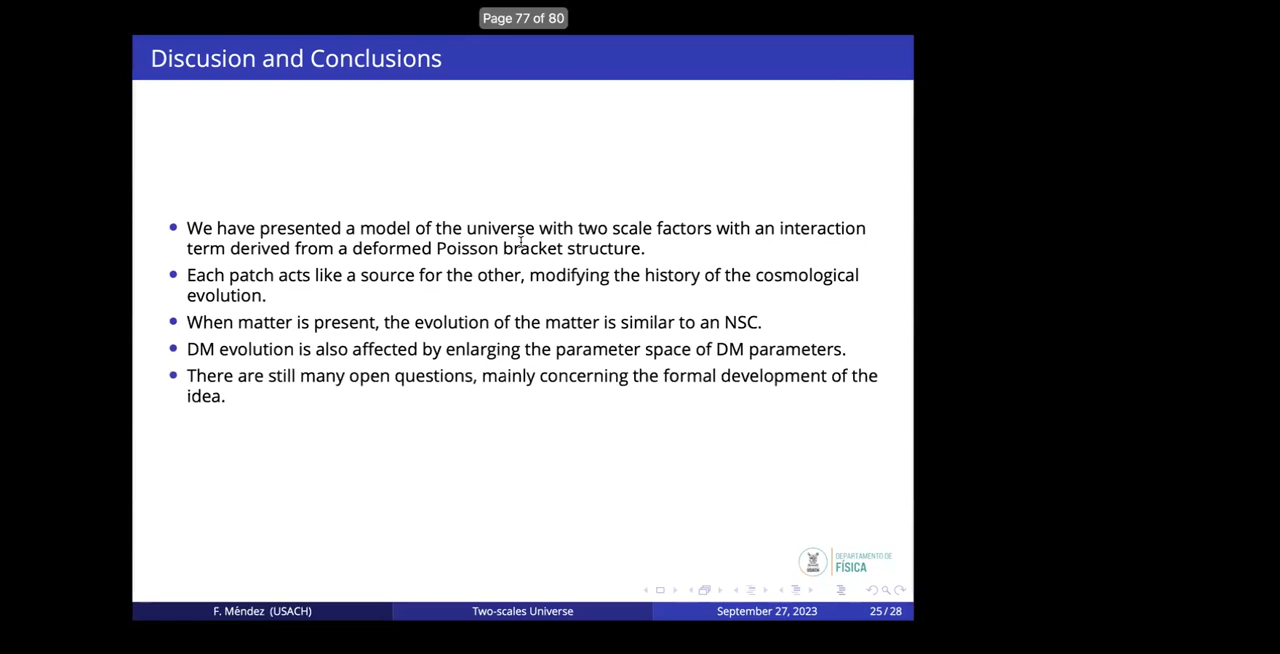 Page 77 of 80
Discusion and Conclusions
• We have presented a model of the universe with two scale factors with an interaction
term derived from a deformed Poisson bracket structure.
• Each patch acts like a source for the other, modifying the history of the cosmological
evolution.
• When matter is present, the evolution of the matter is similar to an NSC.
• DM evolution is also affected by enlarging the parameter space of DM parameters.
• There are still many open questions, mainly concerning the formal development of the
idea.
DEPARTAMENTO DE
FÍSICA
F. Méndez (USACH) Two-scales Universe September 27, 2023 25 / 28